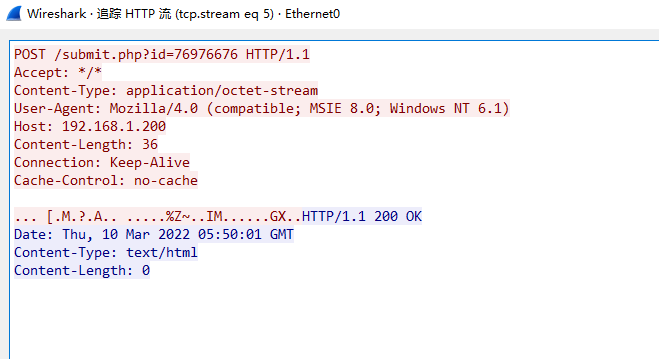 Wireshark · 追踪 HTTP 流 (tcp.stream eq 5) · Ethernet0
POST /submit.php?id=76976676 HTTP/1.1
Accept: */*
Content-Type: application/octet-stream
User-Agent: Mozilla/4.0 (compatible; MSIE 8.0; Windows NT 6.1)
Host: 192.168.1.200
Content-Length: 36
Connection: Keep-Alive
Cache-Control: no-cache
... [.M.?.A.. .....%Z~..IM......GX..HTTP/1.1 200 OK
Date: Thu, 10 Mar 2022 05:50:01 GMT
Content-Type: text/html
Content-Length: 0